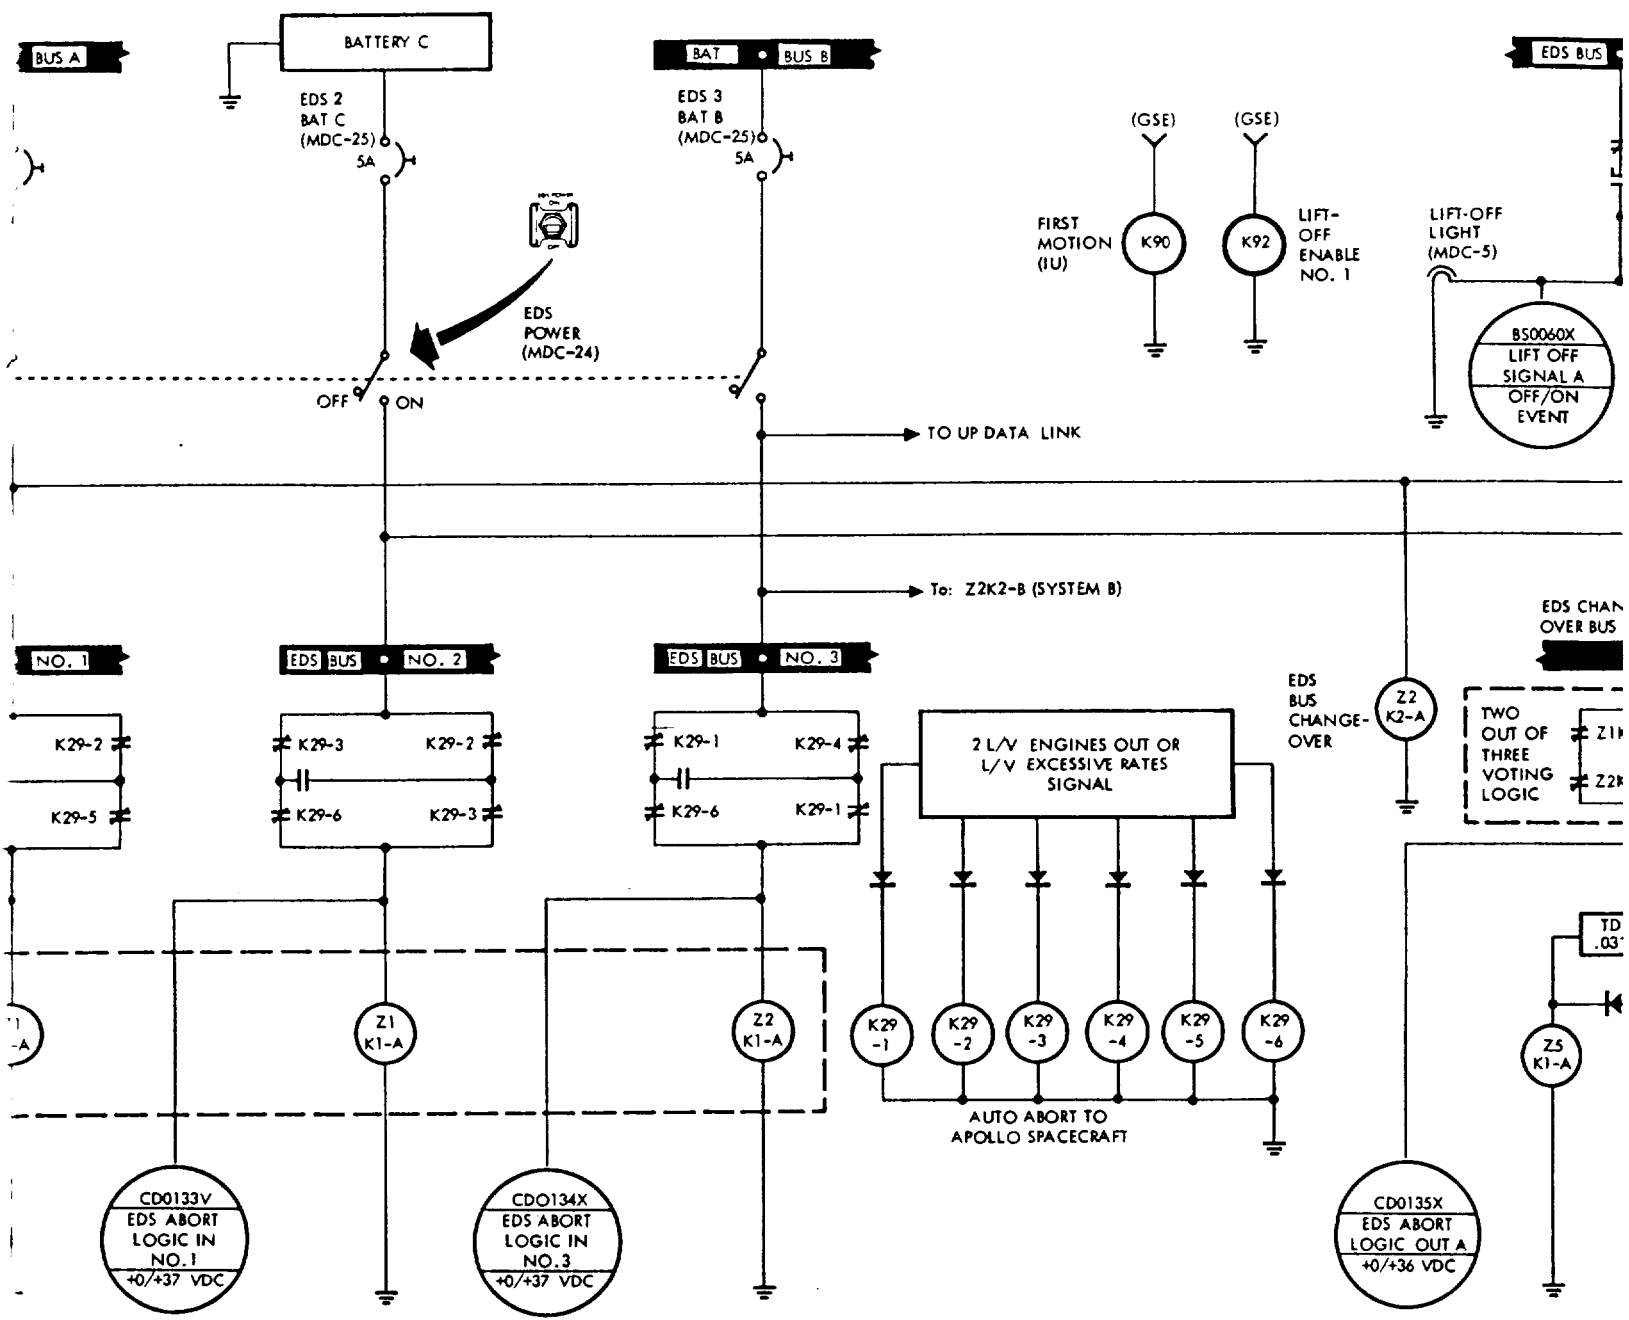 BUS A
BATTERY C
BAT BUS B
EDS BUS
EDS 2
BAT C
(MDC-25)
5A
EDS 3
BAT B
(MDC-25)
5A
ON
OFF
EDS
POWER
(MDC-24)
OFF
ON
(GSE)
(GSE)
FIRST
MOTION
(IU)
K90
K92
LIFT-
OFF
ENABLE
NO. 1
LIFT-OFF
LIGHT
(MDC-5)
BS0060X
LIFT OFF
SIGNAL A
OFF/ON
EVENT
TO UP DATA LINK
To: Z2K2-B (SYSTEM B)
NO. 1
EDS BUS NO. 2
EDS BUS NO. 3
EDS CHAN
OVER BUS
K29-2
K29-5
K29-3
K29-2
K29-6
K29-3
K29-1
K29-4
K29-6
K29-1
2 L/V ENGINES OUT OR
L/V EXCESSIVE RATES
SIGNAL
EDS
BUS
CHANGE-
OVER
Z2
K2-A
TWO
OUT OF
THREE
VOTING
LOGIC
Z1K
Z2K
TD
.03
-A
Z1
K1-A
Z2
K1-A
K29
-1
K29
-2
K29
-3
K29
-4
K29
-5
K29
-6
Z5
K1-A
AUTO ABORT TO
APOLLO SPACECRAFT
CD0133V
EDS ABORT
LOGIC IN
NO. 1
+0/+37 VDC
CDO134X
EDS ABORT
LOGIC IN
NO. 3
+0/+37 VDC
CD0135X
EDS ABORT
LOGIC OUT A
+0/+36 VDC